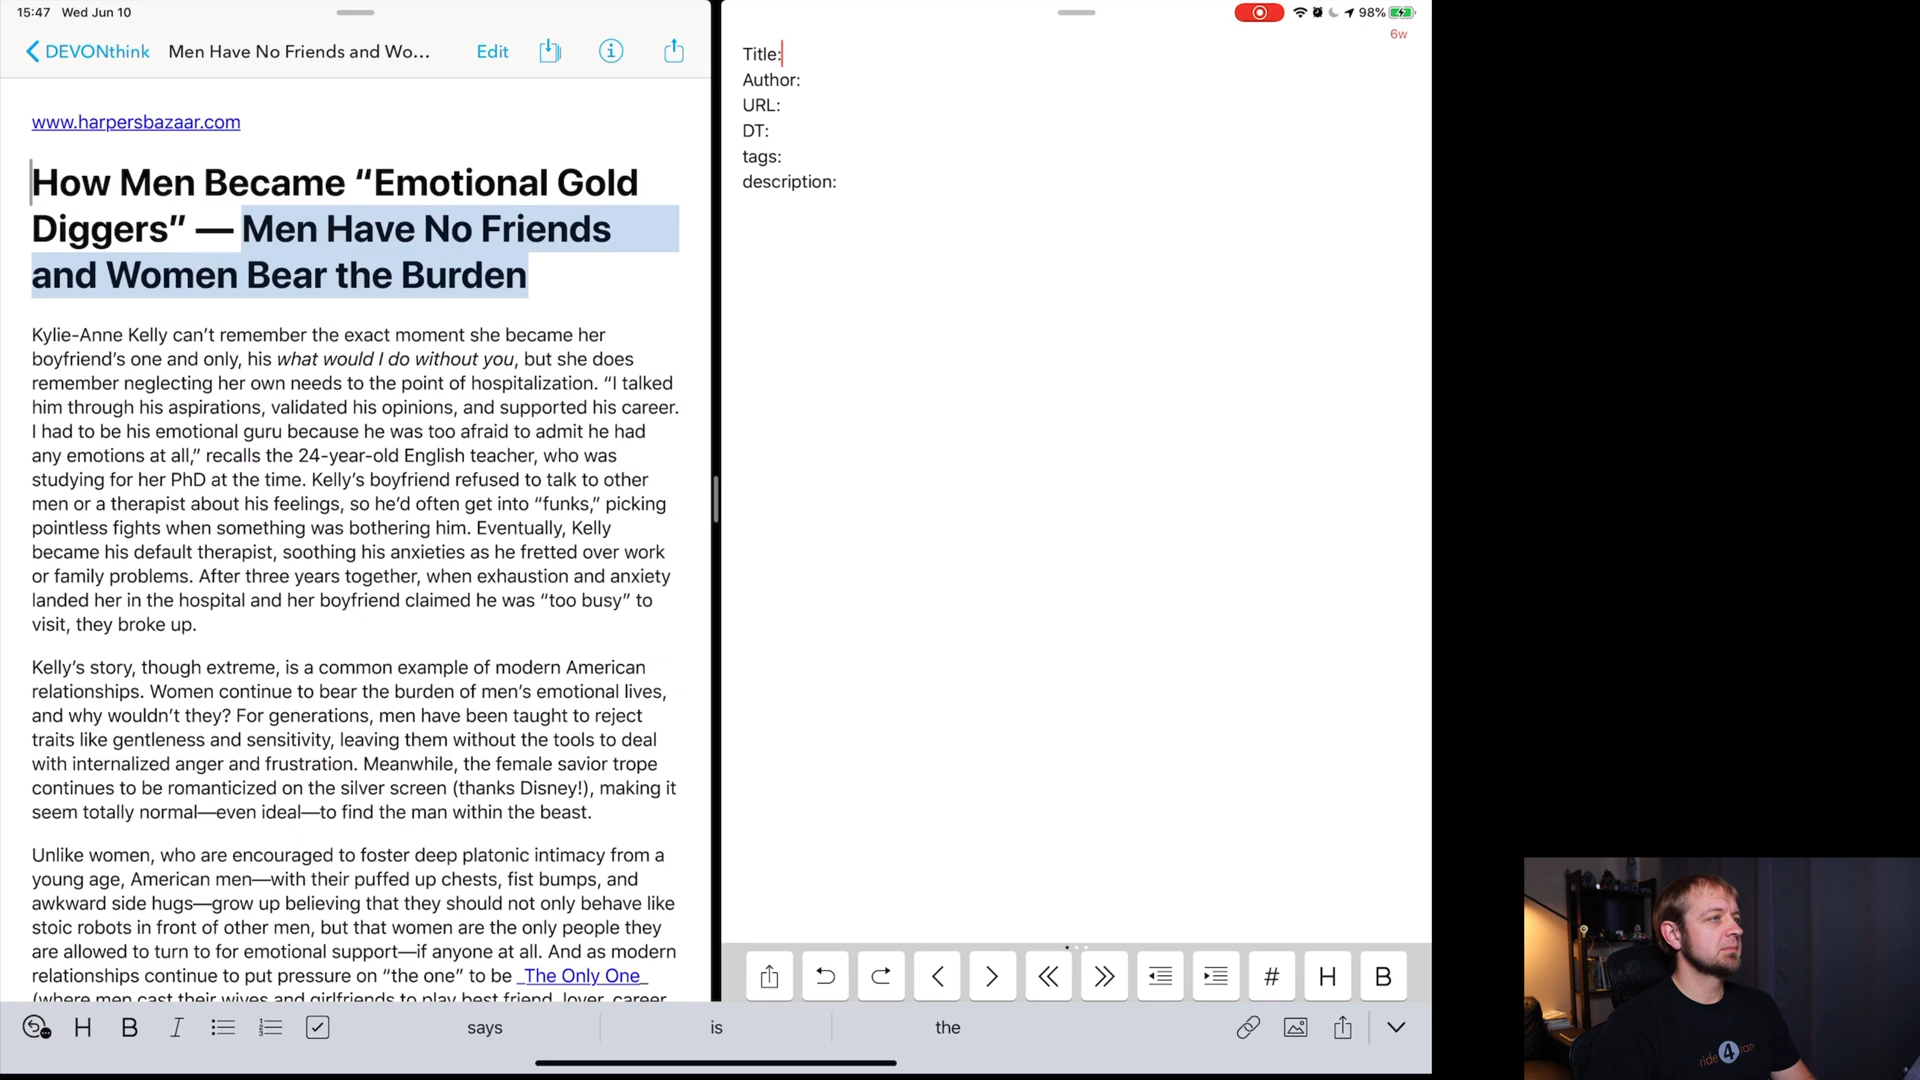 15:47 Wed Jun 10
98%
DEVONthink Men Have No Friends and Wo... Edit
6w
www.harpersbazaar.com
How Men Became “Emotional Gold
Diggers” — Men Have No Friends
and Women Bear the Burden
Kylie-Anne Kelly can’t remember the exact moment she became her
boyfriend’s one and only, his what would I do without you, but she does
remember neglecting her own needs to the point of hospitalization. “I talked
him through his aspirations, validated his opinions, and supported his career.
I had to be his emotional guru because he was too afraid to admit he had
any emotions at all,” recalls the 24-year-old English teacher, who was
studying for her PhD at the time. Kelly’s boyfriend refused to talk to other
men or a therapist about his feelings, so he’d often get into “funks,” picking
pointless fights when something was bothering him. Eventually, Kelly
became his default therapist, soothing his anxieties as he fretted over work
or family problems. After three years together, when exhaustion and anxiety
landed her in the hospital and her boyfriend claimed he was “too busy” to
visit, they broke up.
Kelly’s story, though extreme, is a common example of modern American
relationships. Women continue to bear the burden of men’s emotional lives,
and why wouldn’t they? For generations, men have been taught to reject
traits like gentleness and sensitivity, leaving them without the tools to deal
with internalized anger and frustration. Meanwhile, the female savior trope
continues to be romanticized on the silver screen (thanks Disney!), making it
seem totally normal—even ideal—to find the man within the beast.
Unlike women, who are encouraged to foster deep platonic intimacy from a
young age, American men—with their puffed up chests, fist bumps, and
awkward side hugs—grow up believing that they should not only behave like
stoic robots in front of other men, but that women are the only people they
are allowed to turn to for emotional support—if anyone at all. And as modern
relationships continue to put pressure on “the one” to be _The Only One_
(where men cast their wives and girlfriends to play best friend, lover, career
Title:
Author:
URL:
DT:
tags:
description:
# H B
H B I says is the
ride 4 ran